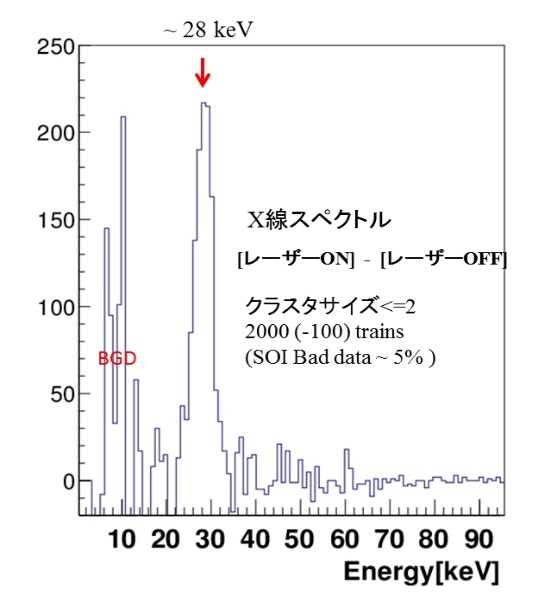 ~ 28 keV
250
200
150
100
50
0
X線スペクトル
[レーザーON] - [レーザーOFF]
クラスタサイズ<=2
2000 (-100) trains
(SOI Bad data ~ 5% )
BGD
10 20 30 40 50 60 70 80 90
Energy[keV]